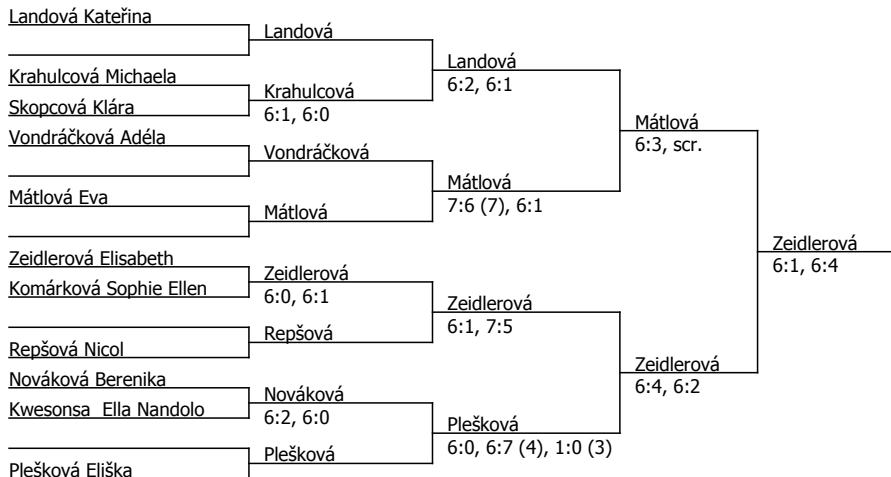 Landová Kateřina
Landová
Landová
6:2, 6:1
Krahulcová Michaela
Krahulcová
6:1, 6:0
Skopcová Klára
Mátlová
6:3, scr.
Vondráčková Adéla
Vondráčková
Mátlová
7:6 (7), 6:1
Mátlová Eva
Mátlová
Zeidlerová
6:1, 6:4
Zeidlerová Elisabeth
Zeidlerová
6:0, 6:1
Komárková Sophie Ellen
Zeidlerová
6:1, 7:5
Repšová
Repšová Nicol
Zeidlerová
6:4, 6:2
Nováková Berenika
Nováková
6:2, 6:0
Kwesonsa  Ella Nandolo
Plešková
6:0, 6:7 (4), 1:0 (3)
Plešková
Plešková Eliška